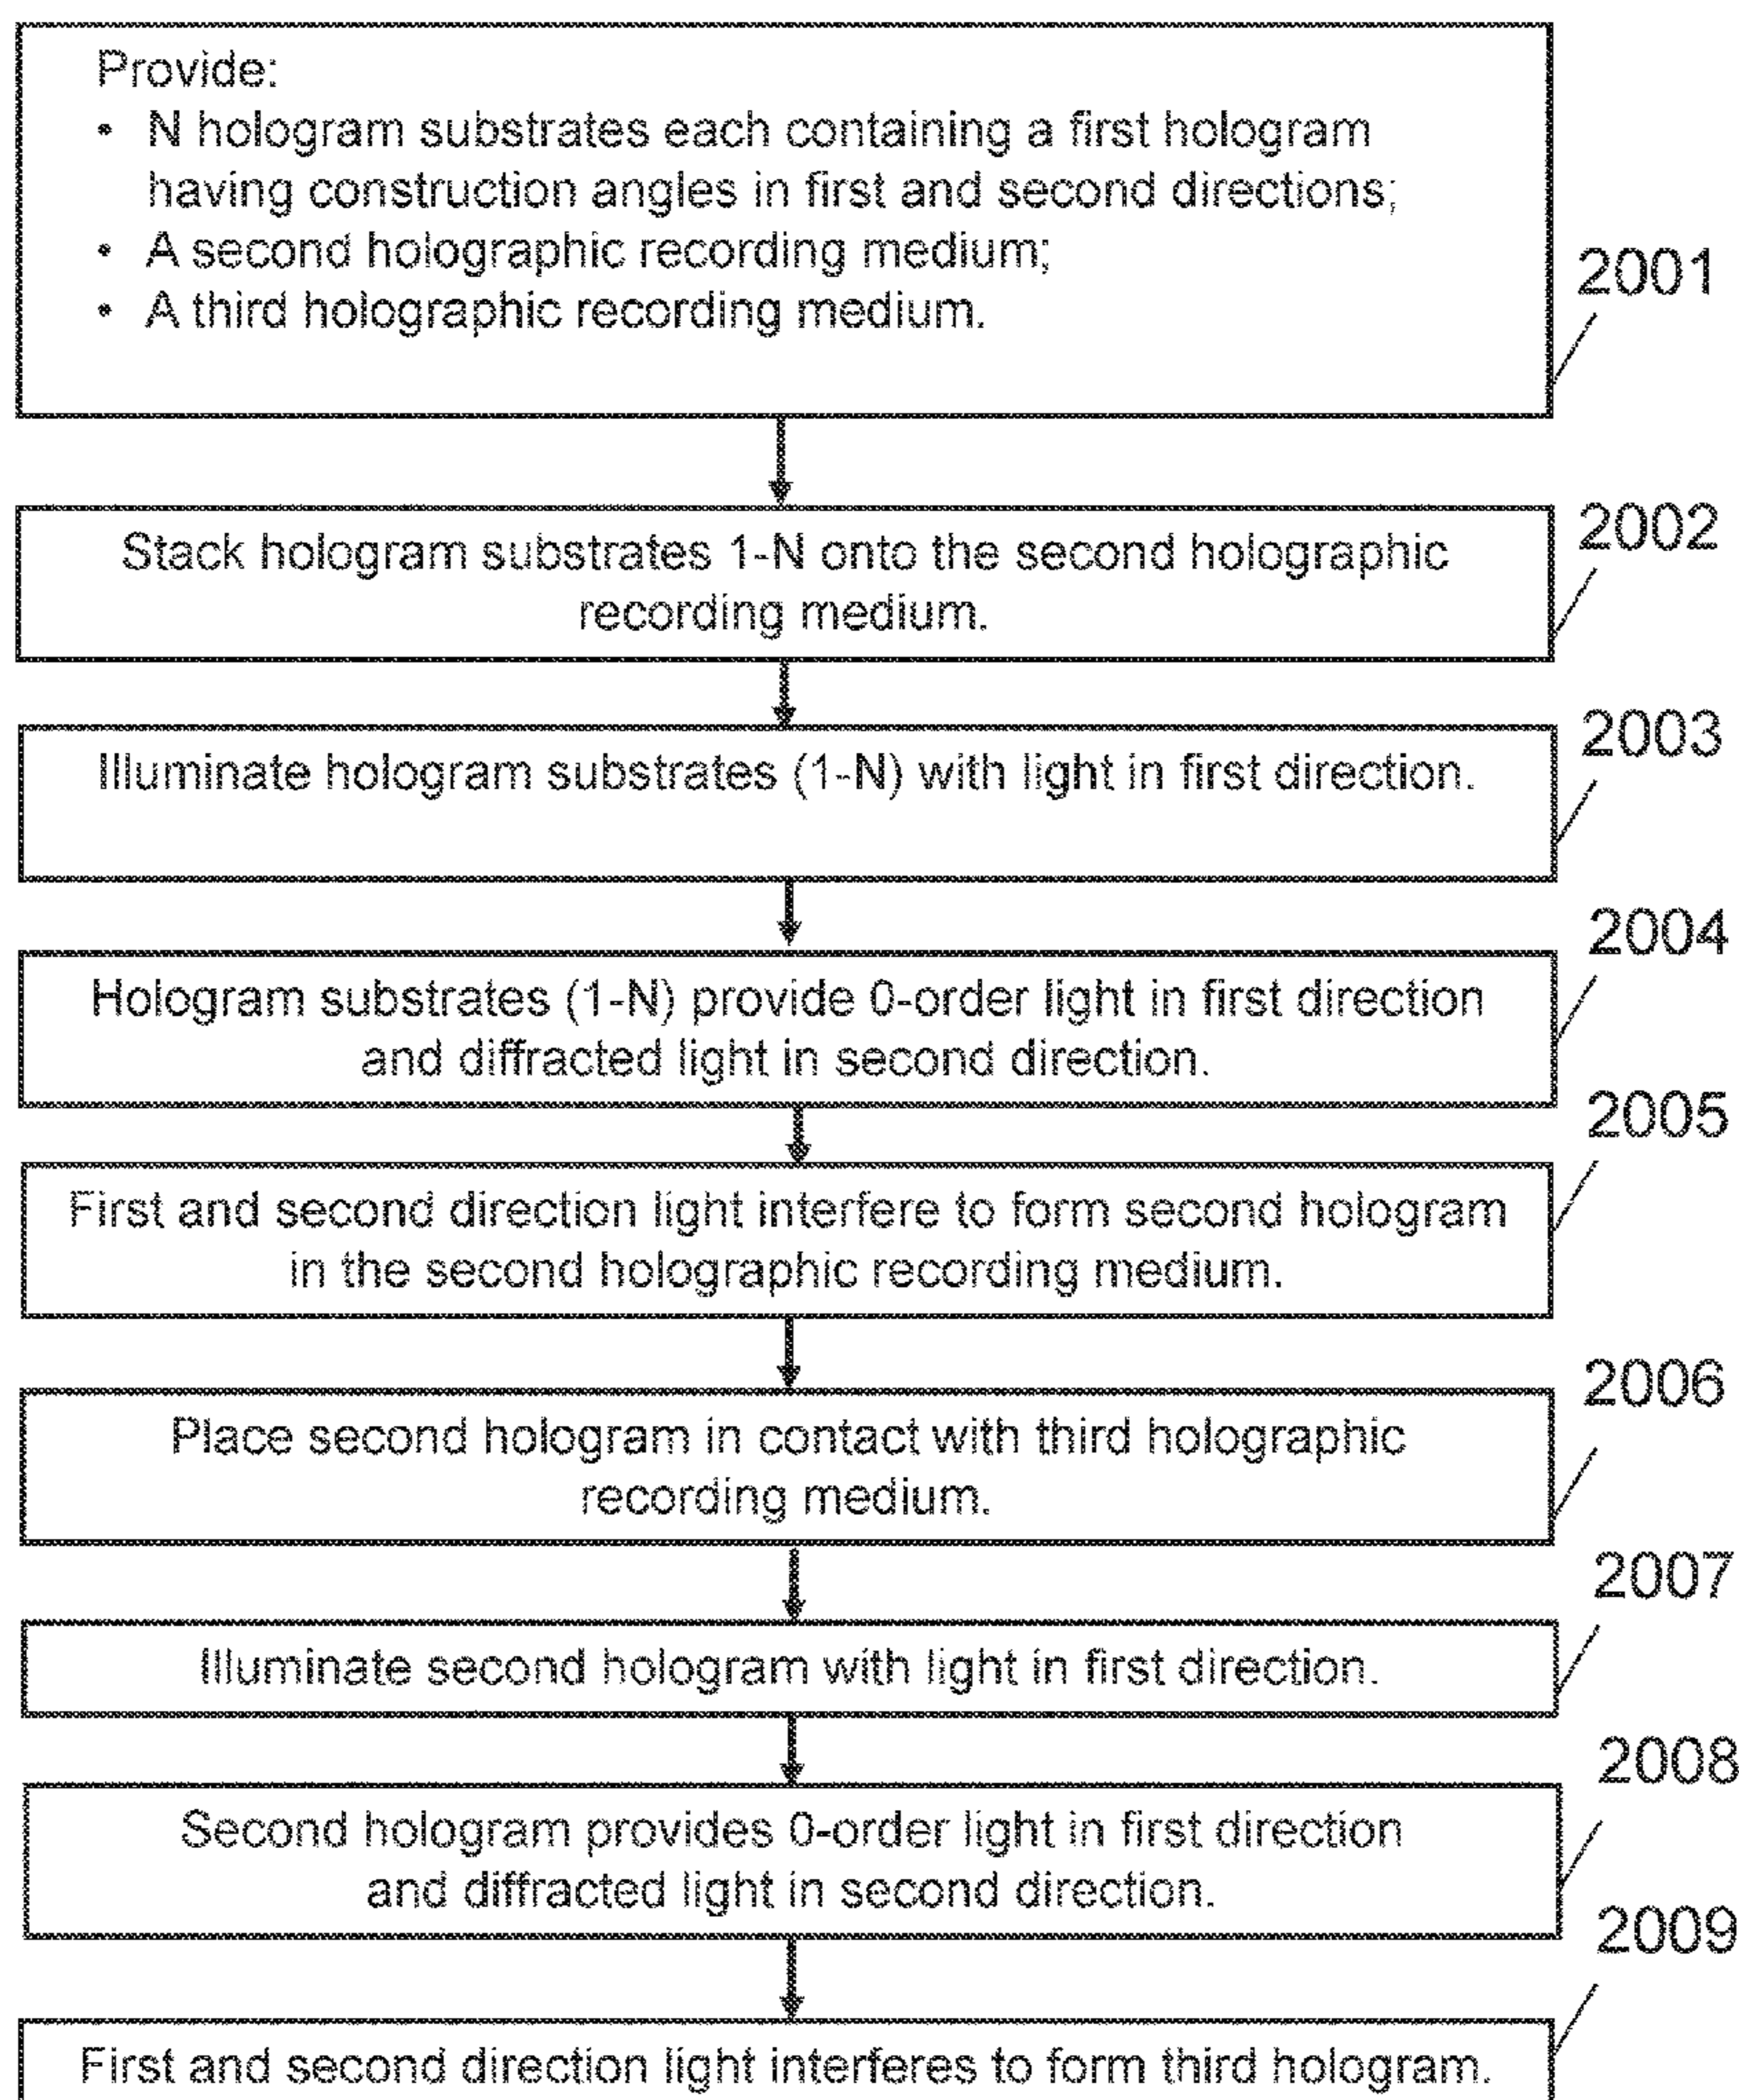 Provide:
• N hologram substrates each containing a first hologram
having construction angles in first and second directions;
• A second holographic recording medium;
• A third holographic recording medium.
2001
Stack hologram substrates 1-N onto the second holographic
recording medium.
2002
Illuminate hologram substrates (1-N) with light in first direction.
2003
Hologram substrates (1-N) provide 0-order light in first direction
and diffracted light in second direction.
2004
First and second direction light interfere to form second hologram
in the second holographic recording medium.
2005
Place second hologram in contact with third holographic
recording medium.
2006
Illuminate second hologram with light in first direction.
2007
Second hologram provides 0-order light in first direction
and diffracted light in second direction.
2008
First and second direction light interferes to form third hologram.
2009